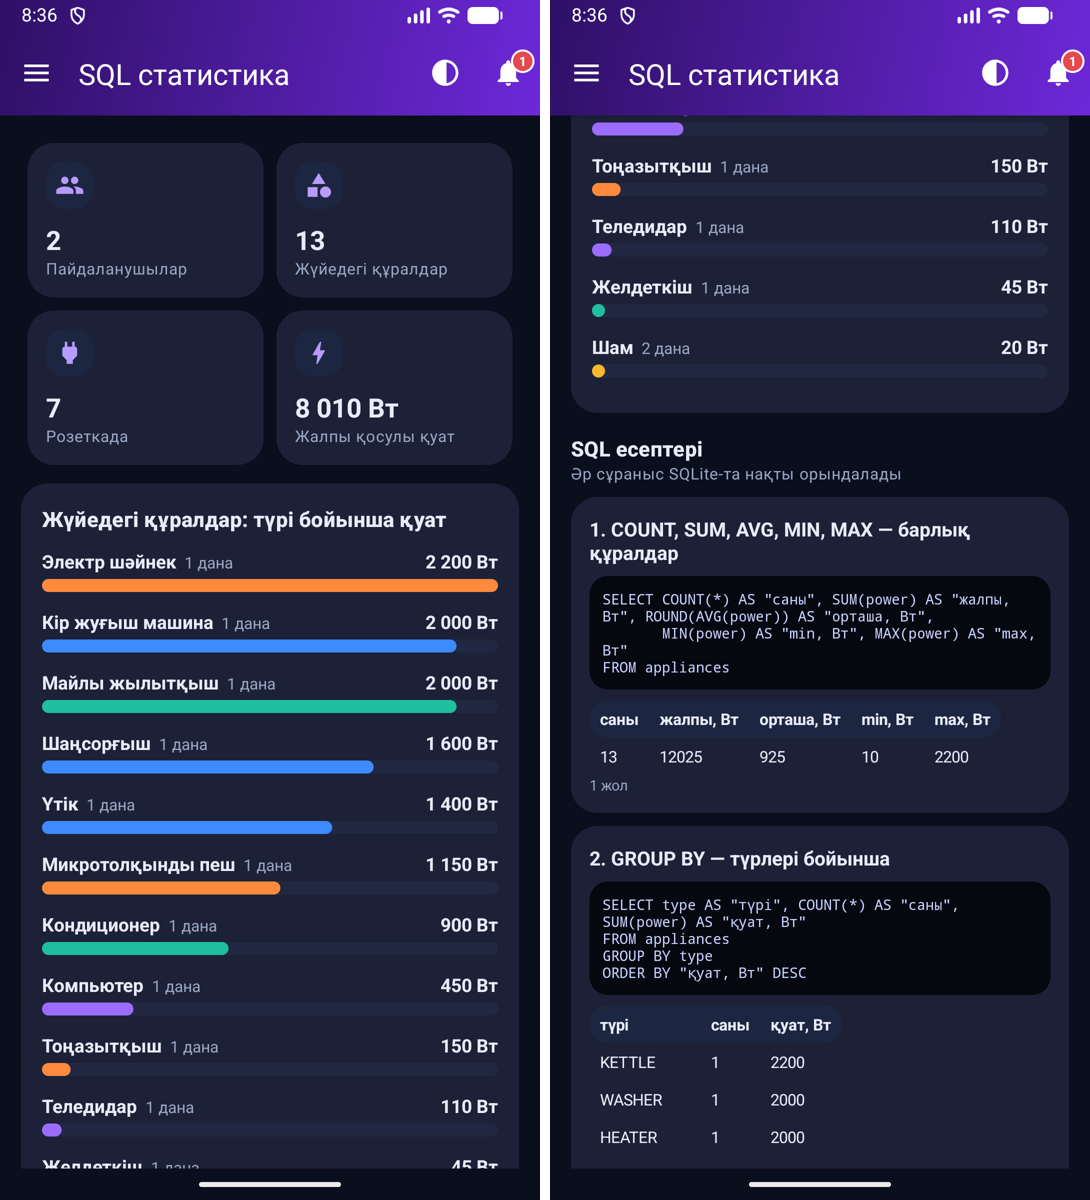 8:36
SQL статистика
1
2
Пайдаланушылар
13
Жүйедегі құралдар
7
Розеткада
8 010 Вт
Жалпы қосулы қуат
Жүйедегі құралдар: түрі бойынша қуат
Электр шәйнек 1 дана 2 200 Вт
Кір жуғыш машина 1 дана 2 000 Вт
Майлы жылытқыш 1 дана 2 000 Вт
Шаңсорғыш 1 дана 1 600 Вт
Үтік 1 дана 1 400 Вт
Микротолқынды пеш 1 дана 1 150 Вт
Кондиционер 1 дана 900 Вт
Компьютер 1 дана 450 Вт
Тоңазытқыш 1 дана 150 Вт
Теледидар 1 дана 110 Вт
Желдеткіш 1 дана 45 Вт
8:36
SQL статистика
1
Тоңазытқыш 1 дана 150 Вт
Теледидар 1 дана 110 Вт
Желдеткіш 1 дана 45 Вт
Шам 2 дана 20 Вт
SQL есептері
Әр сұраныс SQLite-та нақты орындалады
1. COUNT, SUM, AVG, MIN, MAX — барлық
құралдар
SELECT COUNT(*) AS "саны", SUM(power) AS "жалпы,
Вт", ROUND(AVG(power)) AS "орташа, Вт",
MIN(power) AS "min, Вт", MAX(power) AS "max,
Вт"
FROM appliances
саны жалпы, Вт орташа, Вт min, Вт max, Вт
13 12025 925 10 2200
1 жол
2. GROUP BY — түрлері бойынша
SELECT type AS "түрі", COUNT(*) AS "саны",
SUM(power) AS "қуат, Вт"
FROM appliances
GROUP BY type
ORDER BY "қуат, Вт" DESC
түрі саны қуат, Вт
KETTLE 1 2200
WASHER 1 2000
HEATER 1 2000